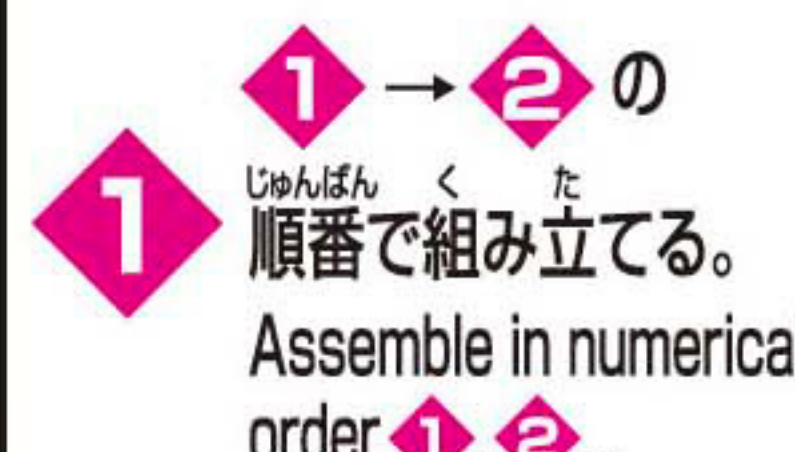 1
1→2の
じゅんばん く た
順番で組み立てる。
Assemble in numerica
order 1 2